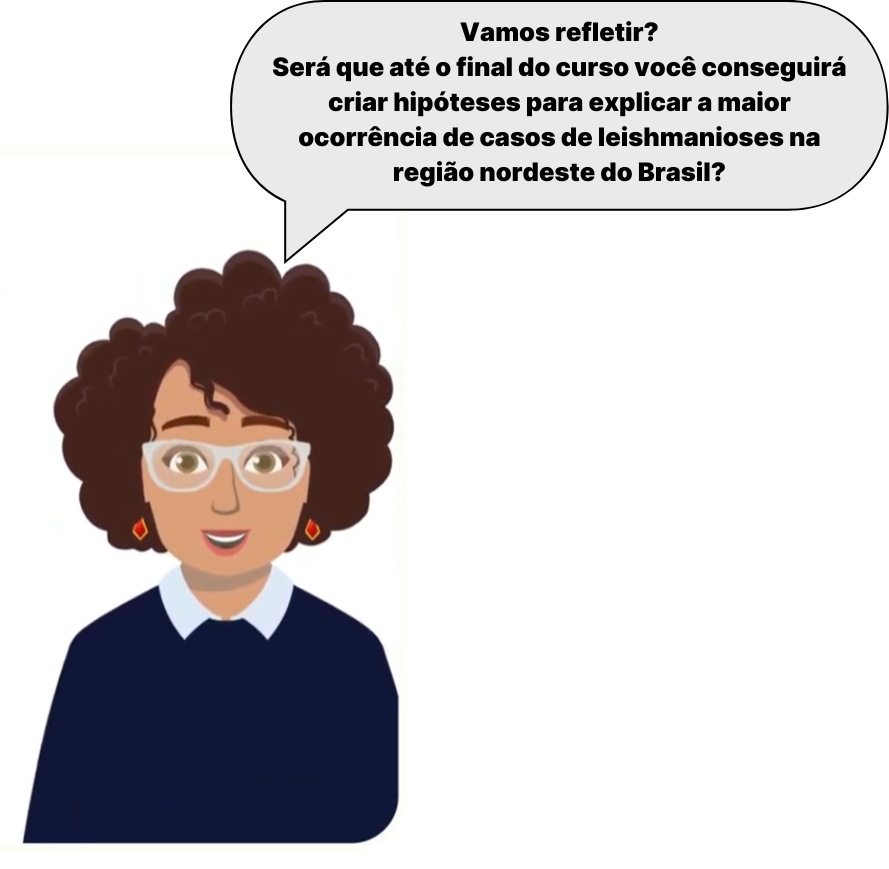 Vamos refletir?
Será que até o final do curso você conseguirá
criar hipóteses para explicar a maior
ocorrência de casos de leishmanioses na
região nordeste do Brasil?